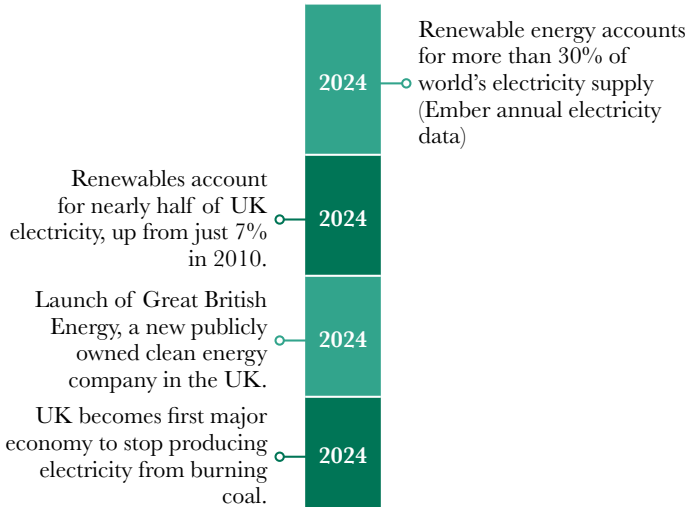 2024
Renewable energy accounts
for more than 30% of
world’s electricity supply
(Ember annual electricity
data)
Renewables account
for nearly half of UK
electricity, up from just 7%
in 2010.
2024
Launch of Great British
Energy, a new publicly
owned clean energy
company in the UK.
2024
UK becomes first major
economy to stop producing
electricity from burning
coal.
2024